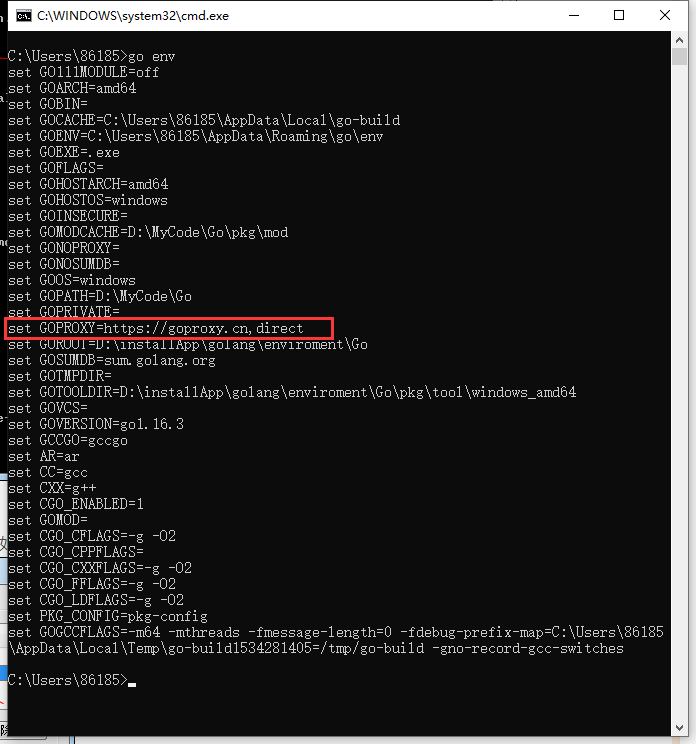 C:\WINDOWS\system32\cmd.exe
C:\Users\86185>go env
set GO111MODULE=off
set GOARCH=amd64
set GOBIN=
set GOCACHE=C:\Users\86185\AppData\Local\go-build
set GOENV=C:\Users\86185\AppData\Roaming\go\env
set GOEXE=.exe
set GOFLAGS=
set GOHOSTARCH=amd64
set GOHOSTOS=windows
set GOINSECURE=
set GOMODCACHE=D:\MyCode\Go\pkg\mod
set GONOPROXY=
set GONOSUMDB=
set GOOS=windows
set GOPATH=D:\MyCode\Go
set GOPRIVATE=
set GOPROXY=https://goproxy.cn,direct
set GOROOT=D:\installApp\golang\enviroment\Go
set GOSUMDB=sum.golang.org
set GOTMPDIR=
set GOTOOLDIR=D:\installApp\golang\enviroment\Go\pkg\tool\windows_amd64
set GOVCS=
set GOVERSION=go1.16.3
set GCCGO=gccgo
set AR=ar
set CC=gcc
set CXX=g++
set CGO_ENABLED=1
set GOMOD=
set CGO_CFLAGS=-g -O2
set CGO_CPPFLAGS=
set CGO_CXXFLAGS=-g -O2
set CGO_FFLAGS=-g -O2
set CGO_LDFLAGS=-g -O2
set PKG_CONFIG=pkg-config
set GOGCCFLAGS=-m64 -mthreads -fmessage-length=0 -fdebug-prefix-map=C:\Users\86185
\AppData\Local\Temp\go-build1534281405=/tmp/go-build -gno-record-gcc-switches
C:\Users\86185>